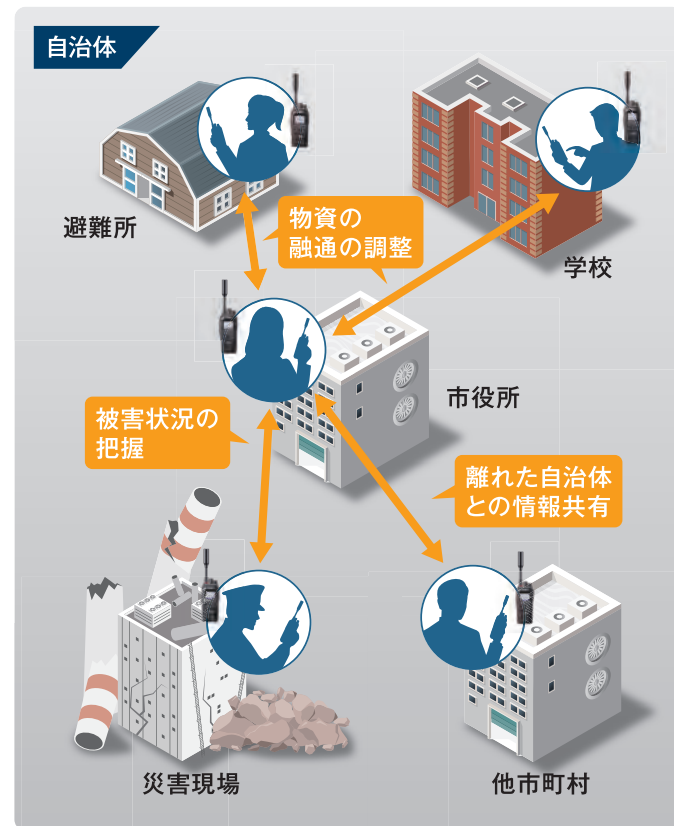 自治体
避難所
物資の
融通の調整
学校
市役所
被害状況の
把握
離れた自治体
との情報共有
災害現場
他市町村